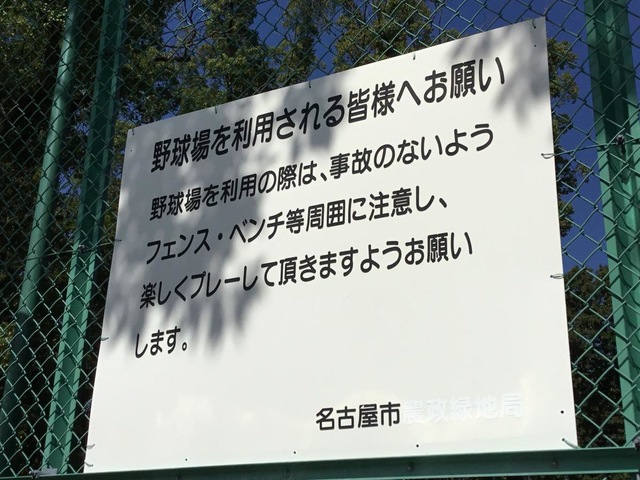 野球場を利用される皆様へお願い
野球場を利用の際は、事故のないよう
フェンス・ベンチ等周囲に注意し、
楽しくプレーして頂きますようお願い
します。
名古屋市農政緑地局